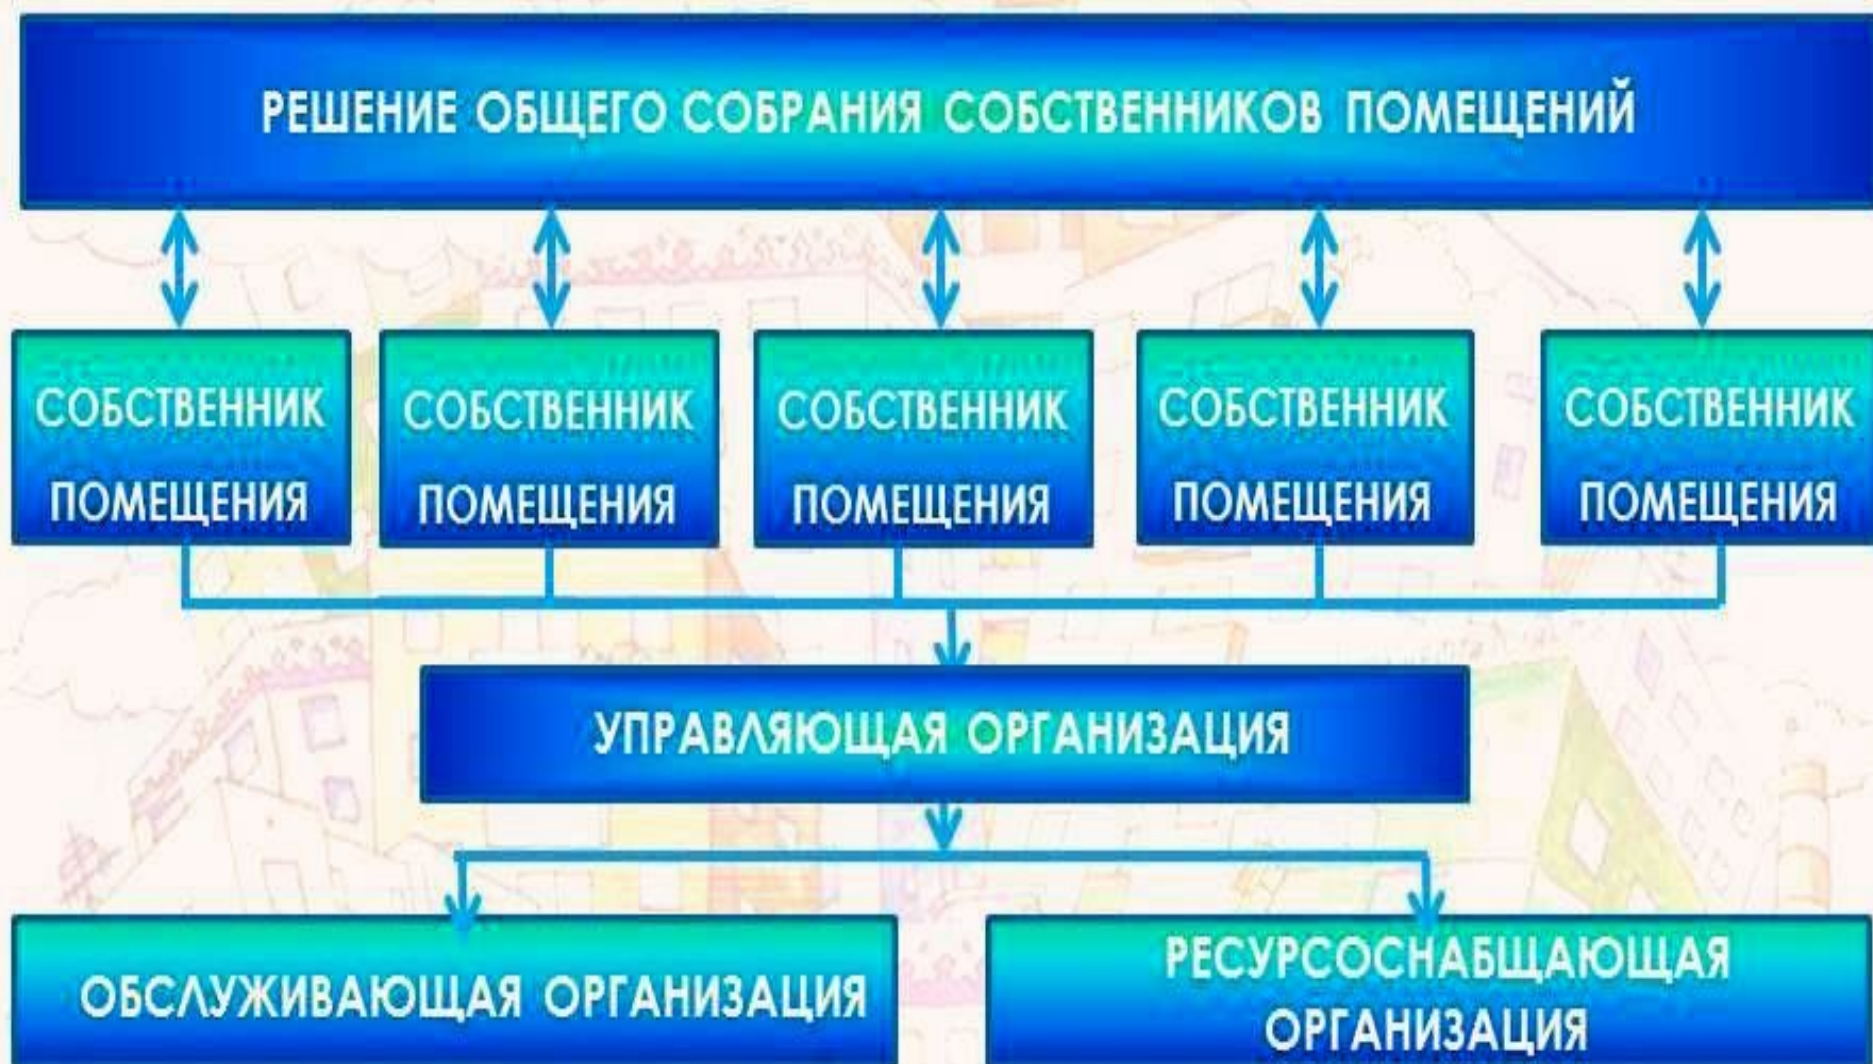 РЕШЕНИЕ ОБЩЕГО СОБРАНИЯ СОБСТВЕННИКОВ ПОМЕЩЕНИЙ
СОБСТВЕННИК
ПОМЕЩЕНИЯ
СОБСТВЕННИК
ПОМЕЩЕНИЯ
СОБСТВЕННИК
ПОМЕЩЕНИЯ
СОБСТВЕННИК
ПОМЕЩЕНИЯ
СОБСТВЕННИК
ПОМЕЩЕНИЯ
УПРАВЛЯЮЩАЯ ОРГАНИЗАЦИЯ
ОБСЛУЖИВАЮЩАЯ ОРГАНИЗАЦИЯ
РЕСУРСОСНАБЩАЮЩАЯ
ОРГАНИЗАЦИЯ